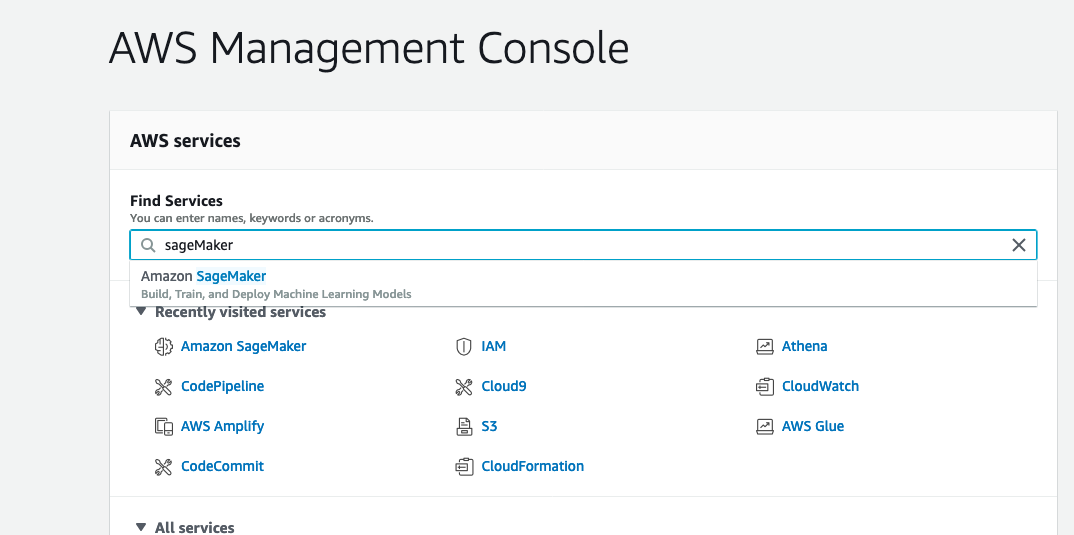 AWS Management Console
AWS services
Find Services
You can enter names, keywords or acronyms.
sageMaker
Amazon SageMaker
Build, Train, and Deploy Machine Learning Models
Recently visited services
Amazon SageMaker
IAM
Athena
CodePipeline
Cloud9
CloudWatch
AWS Amplify
S3
AWS Glue
CodeCommit
CloudFormation
All services